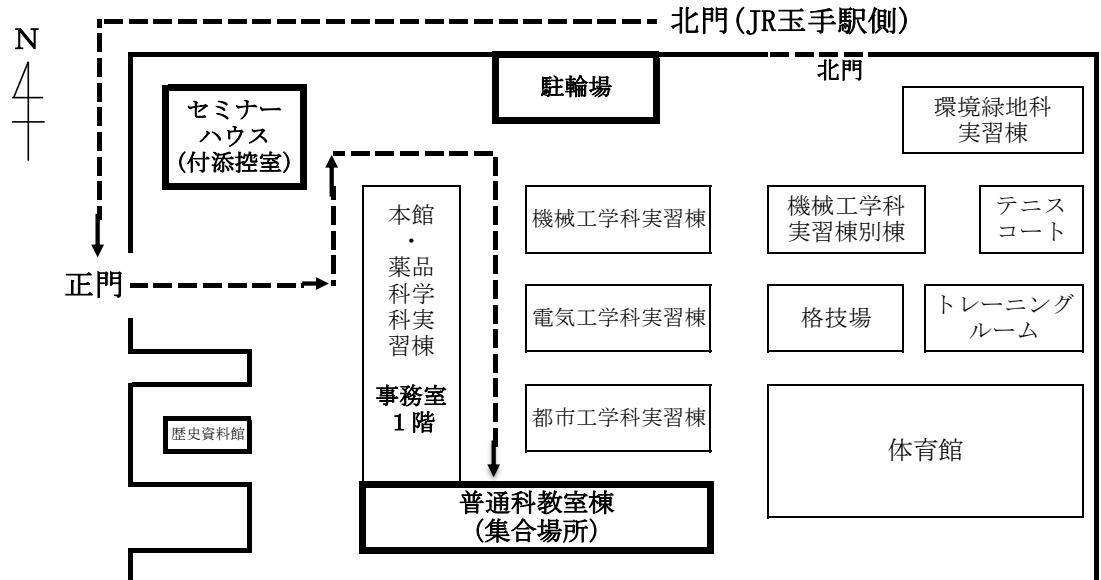 北門(JR玉手駅側)
N
北門
駐輪場
セミナー
ハウス
(付添控室)
環境緑地科
実習棟
本館
・
薬品
科学
科実
習棟
事務室
１階
機械工学科実習棟
機械工学科
実習棟別棟
テニス
コート
正門
電気工学科実習棟
格技場
トレーニング
ルーム
歴史資料館
都市工学科実習棟
体育館
普通科教室棟
(集合場所)